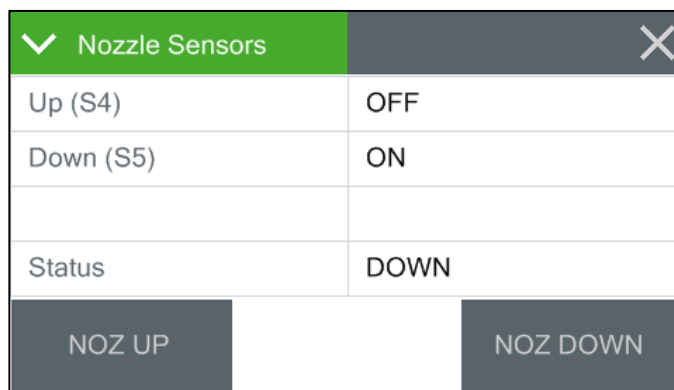 Nozzle Sensors
Up (S4) OFF
Down (S5) ON
Status DOWN
NOZ UP NOZ DOWN